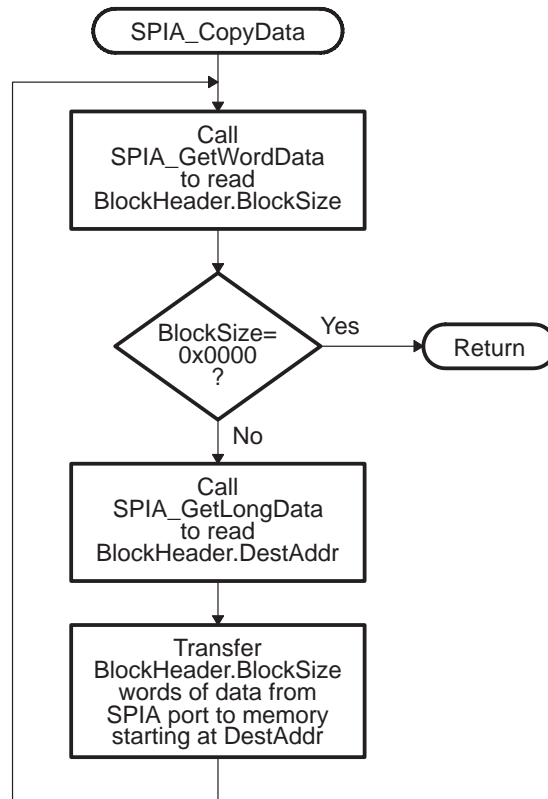 SPIA_CopyData
Call
SPIA_GetWordData
to read
BlockHeader.BlockSize
BlockSize=
0x0000
?
Yes
Return
No
Call
SPIA_GetLongData
to read
BlockHeader.DestAddr
Transfer
BlockHeader.BlockSize
words of data from
SPIA port to memory
starting at DestAddr